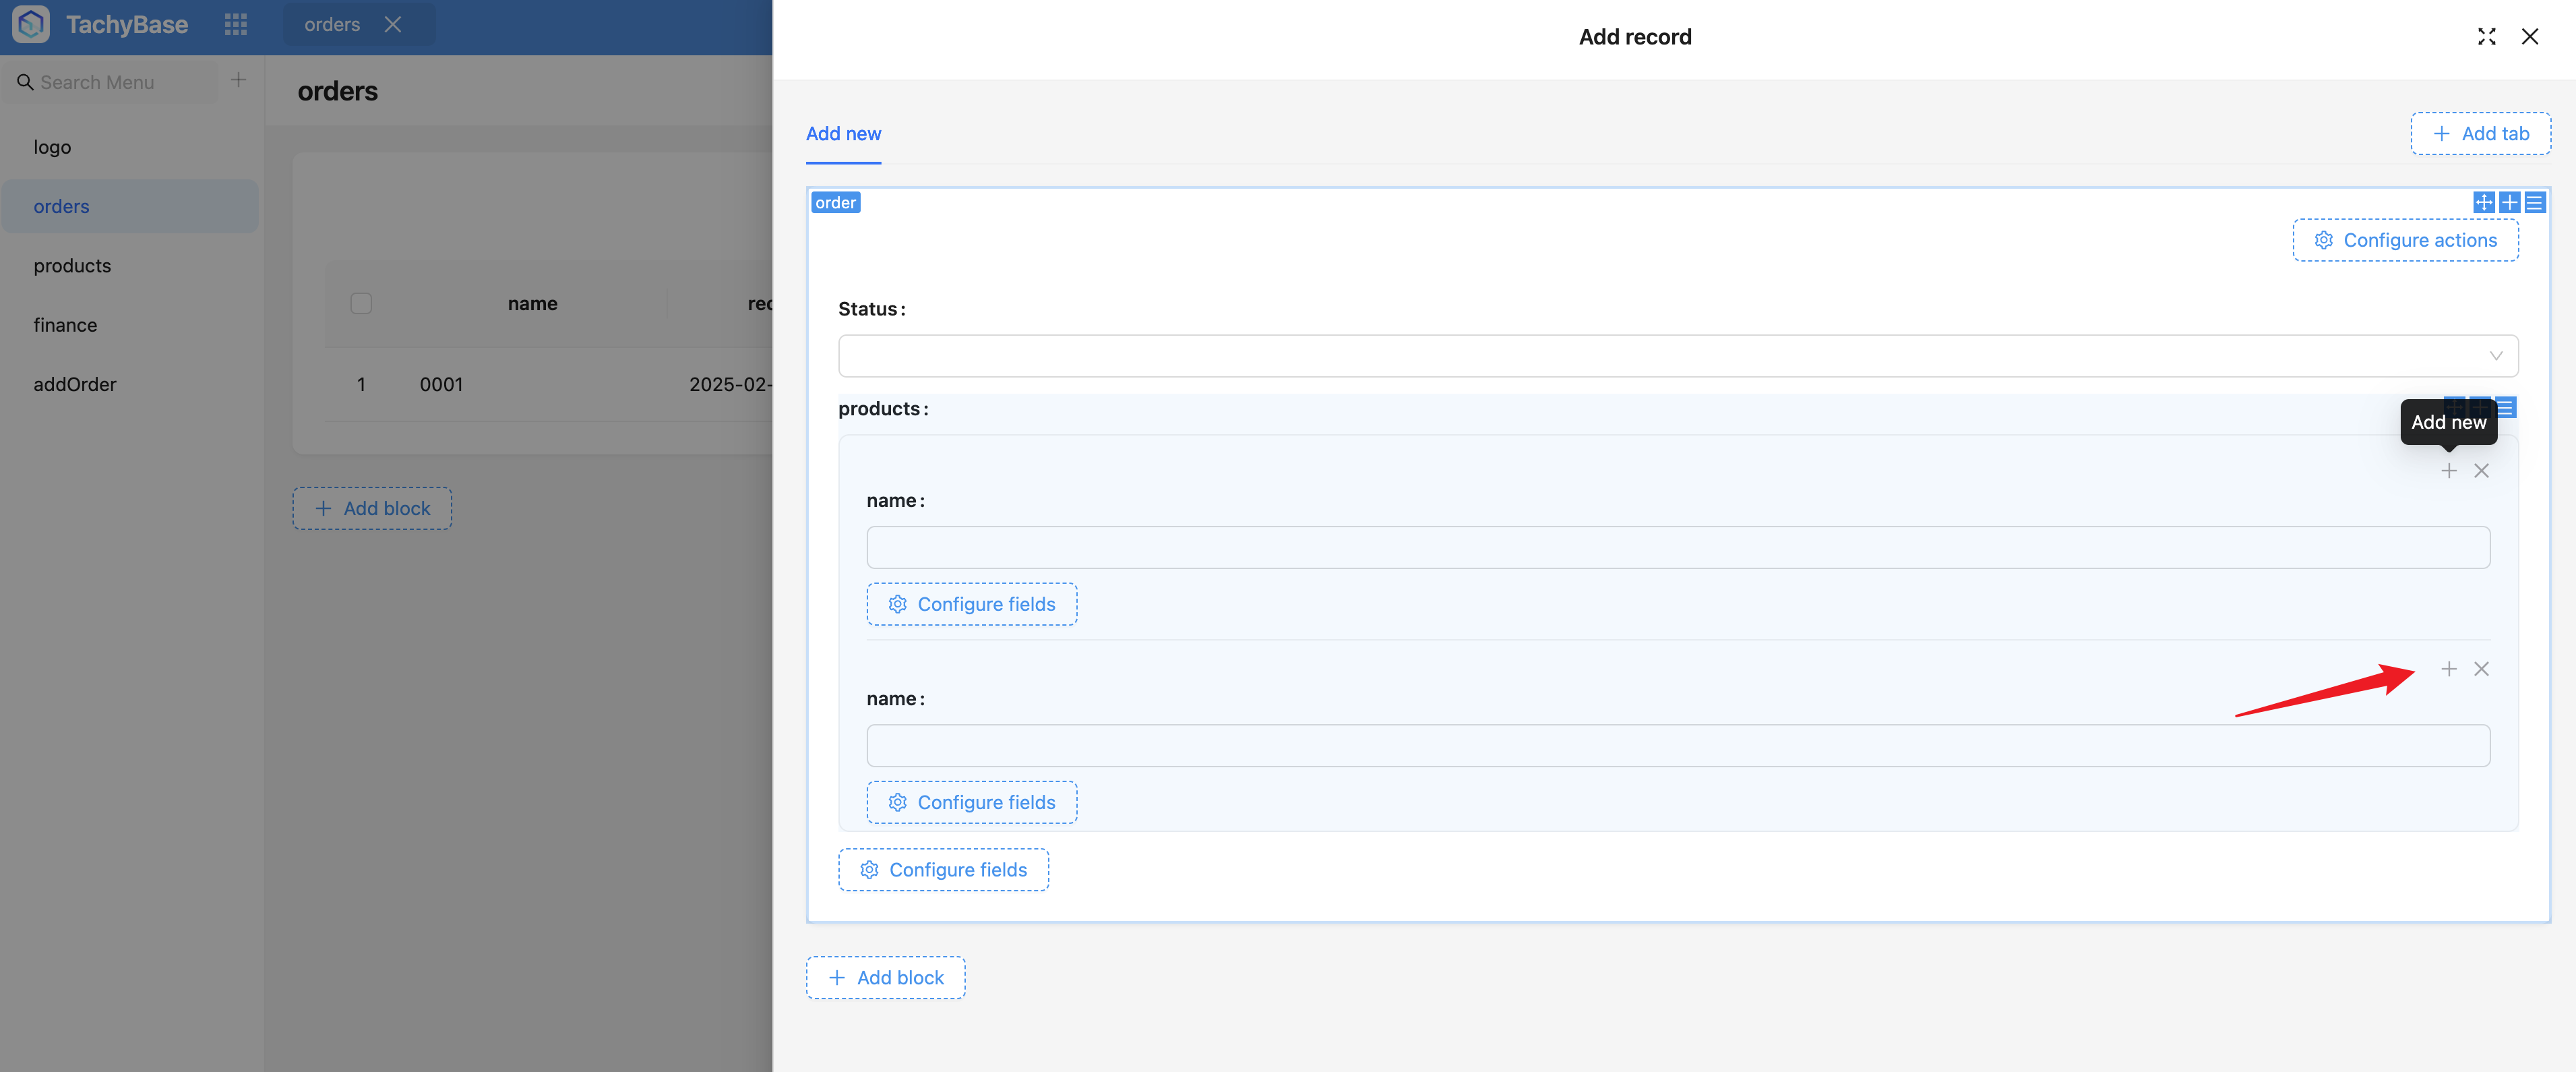 TachyBase
orders
Search Menu
logo
orders
products
finance
addOrder
orders
name
1
0001
2025-02-
Add block
Add record
Add new
Add tab
order
Configure actions
Status:
products:
Add new
name:
Configure fields
name:
Configure fields
Configure fields
Add block